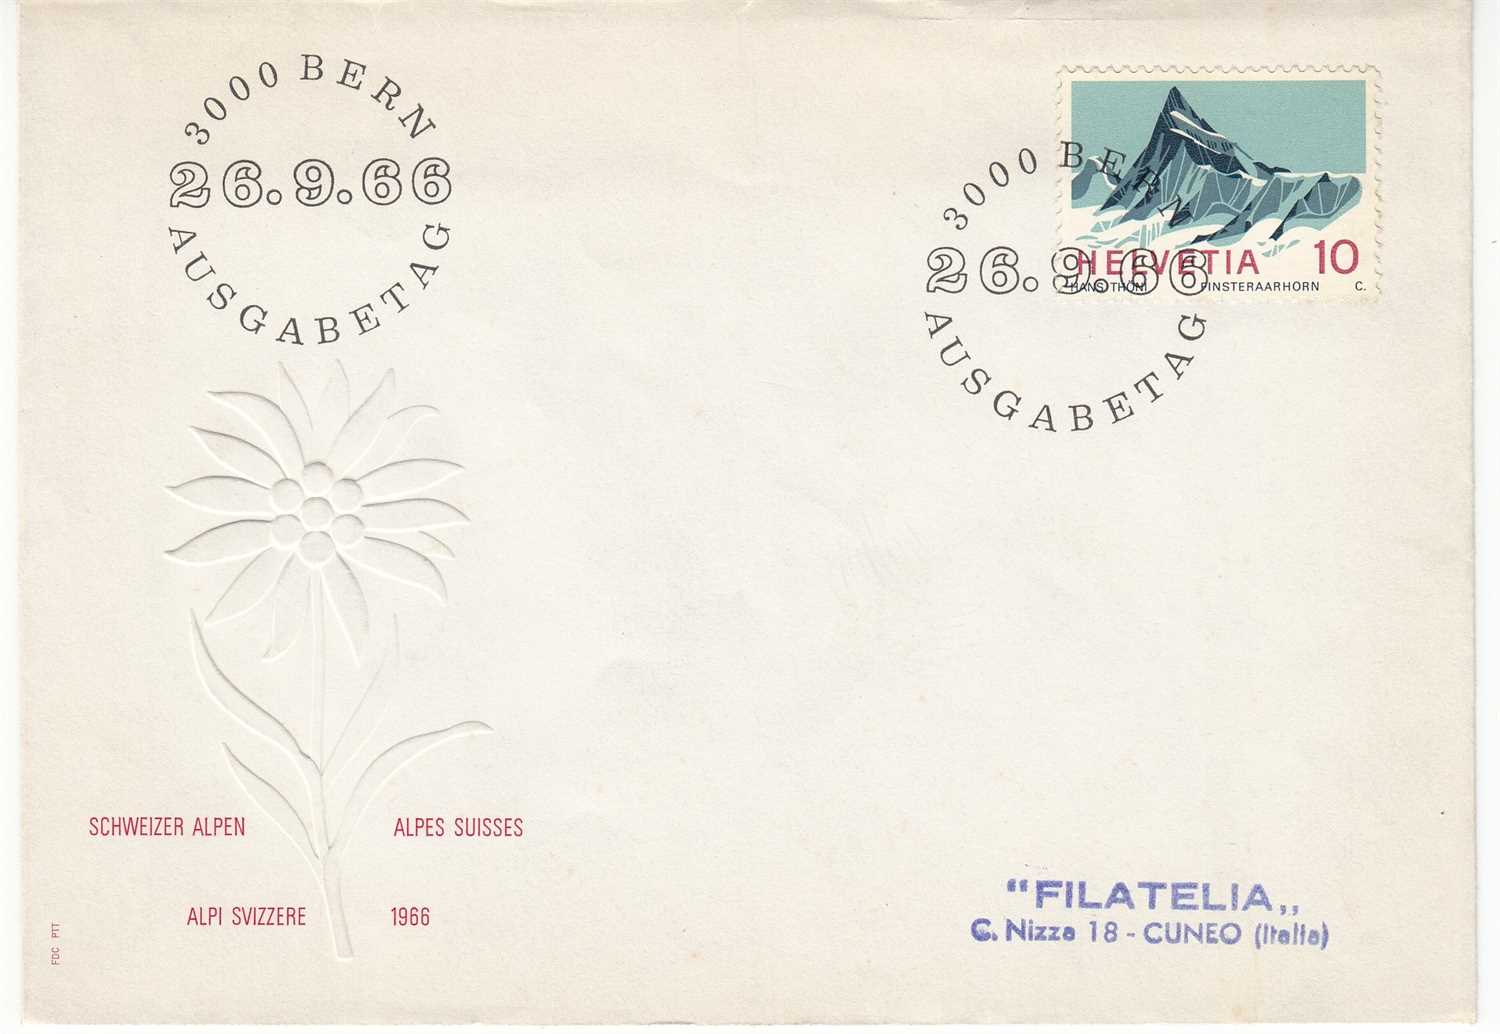 3000 BERN
26.9.66
AUSGABETAG
3000 BERN
26.9.66
AUSGABETAG
HELVETIA 10
HANS THÖNI FINSTERAARHORN C.
SCHWEIZER ALPEN ALPES SUISSES
ALPI SVIZZERE 1966
FDC PTT
"FILATELIA„
C. Nizza 18 - CUNEO (Italia)